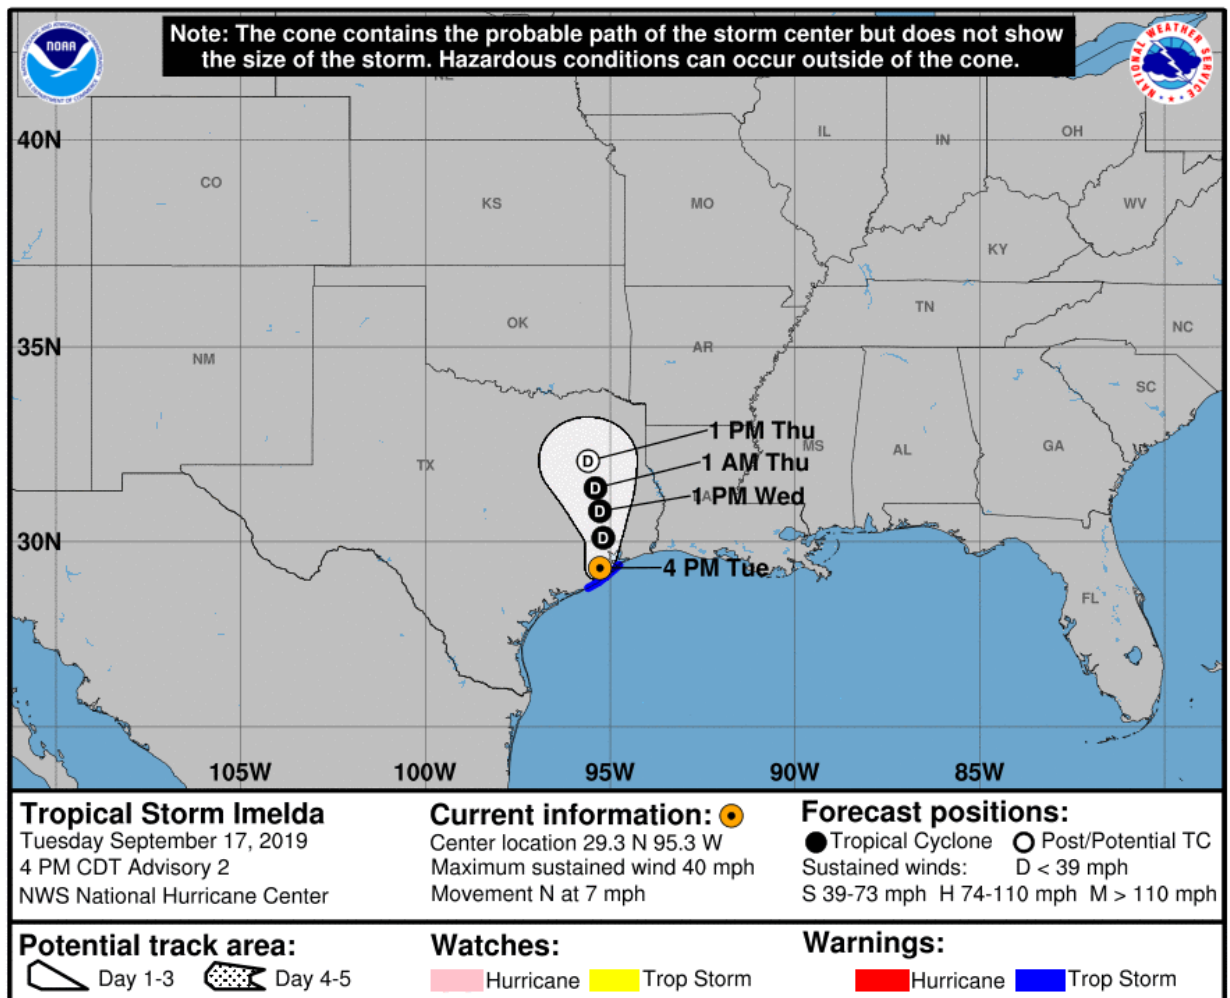 Note: The cone contains the probable path of the storm center but does not show
the size of the storm. Hazardous conditions can occur outside of the cone.
NOAA
NATIONAL WEATHER SERVICE
NE
40N
IL
IN
OH
CO
KS
MO
WV
KY
OK
TN
35N
NM
AR
NC
SC
1 PM Thu
MS
AL
GA
TX
1 AM Thu
1 PM Wed
D
D
D
D
30N
4 PM Tue
FL
105W
100W
95W
90W
85W
Tropical Storm Imelda
Tuesday September 17, 2019
4 PM CDT Advisory 2
NWS National Hurricane Center
Current information:
Center location 29.3 N 95.3 W
Maximum sustained wind 40 mph
Movement N at 7 mph
Forecast positions:
Tropical Cyclone Post/Potential TC
Sustained winds: D < 39 mph
S 39-73 mph H 74-110 mph M > 110 mph
Potential track area:
Day 1-3 Day 4-5
Watches:
Hurricane Trop Storm
Warnings:
Hurricane Trop Storm